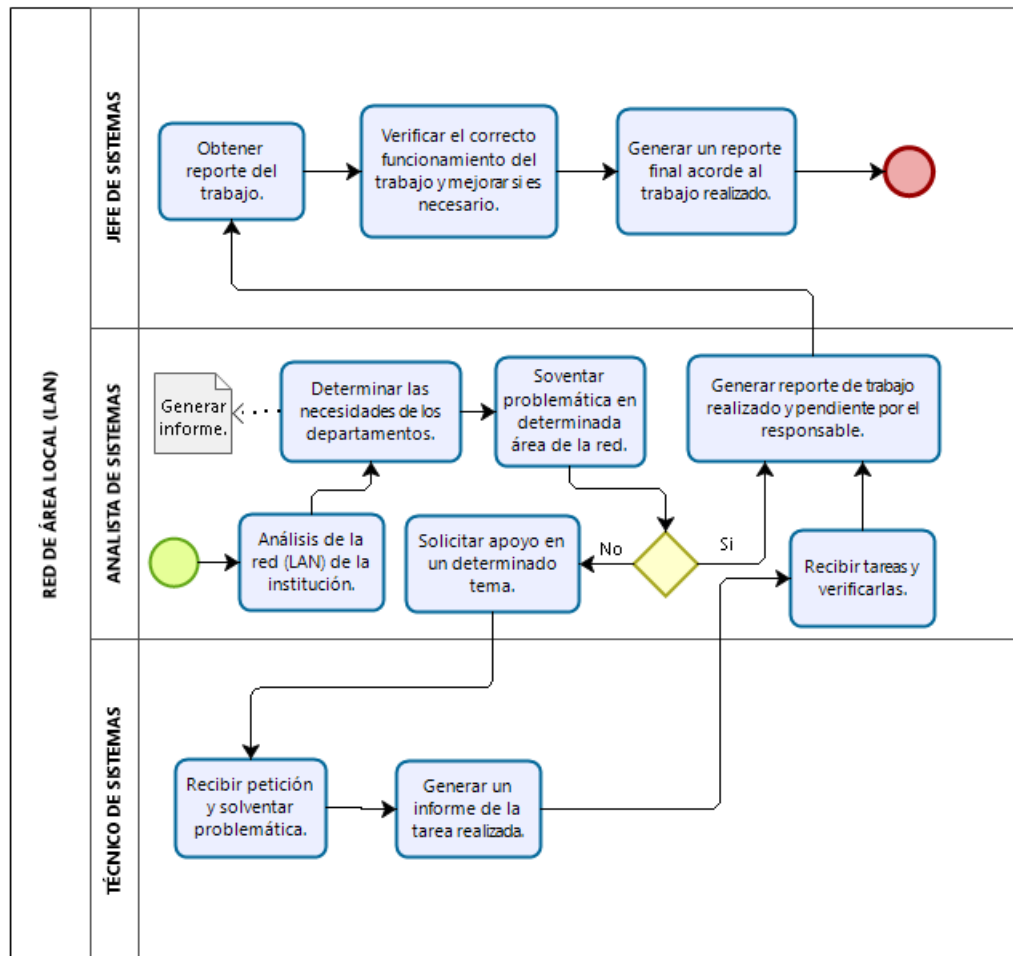 RED DE ÁREA LOCAL (LAN)
JEFE DE SISTEMAS
Obtener
reporte del
trabajo.
Verificar el correcto
funcionamiento del
trabajo y mejorar si es
necesario.
Generar un reporte
final acorde al
trabajo realizado.
ANALISTA DE SISTEMAS
Generar
informe.
Determinar las
necesidades de los
departamentos.
Soventar
problemática en
determinada
área de la red.
Generar reporte de trabajo
realizado y pendiente por el
responsable.
Análisis de la
red (LAN) de la
institución.
Solicitar apoyo en
un determinado
tema.
No
Si
Recibir tareas y
verificarlas.
TÉCNICO DE SISTEMAS
Recibir petición
y solventar
problemática.
Generar un
informe de la
tarea realizada.